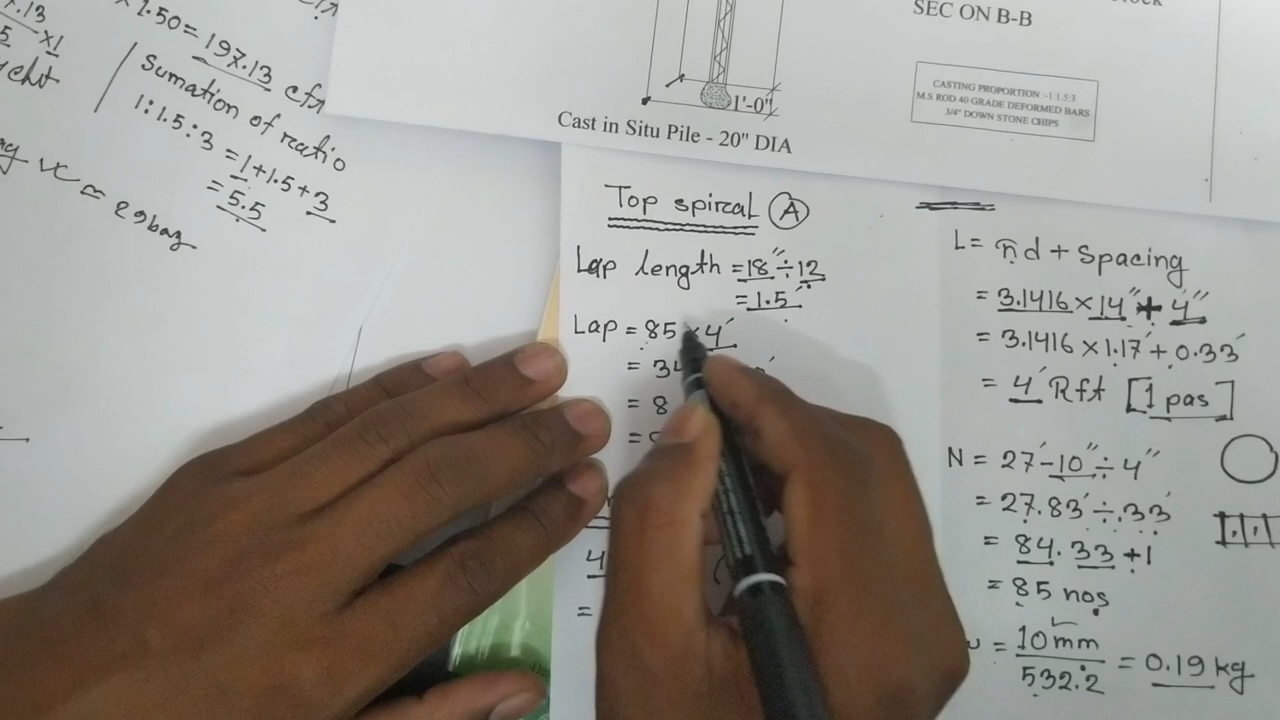 1.50 = 197.13 cft
Sumation of reatio
1:1.5:3 = 1+1.5+3
= 5.5
x = 29 bag
SEC ON B-B
CASTING PROPORTION -1:1.5:3
M.S ROD 40 GRADE DEFORMED BARS
3/4" DOWN STONE CHIPS
1'-0"
Cast in Situ Pile - 20" DIA
Top spiral A
Lap length = 18" ÷ 12
= 1.5'
Lap = 85 × 4'
= 34
= 8
L = πd + Spacing
= 3.1416 × 14" + 4"
= 3.1416 × 1.17' + 0.33'
= 4' Rft [1 pas]
N = 27'-10" ÷ 4"
= 27.83' ÷ .33'
= 84.33 + 1
= 85 nos
= 10mm
532.2
= 0.19 kg